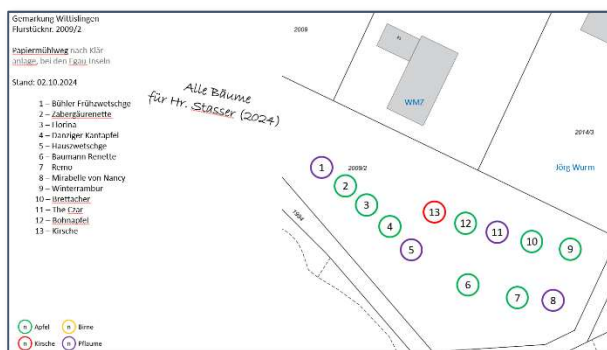 Gemarkung Wittislingen
Flurstücknr. 2009/2
Papiermühlweg nach Klär
anlage, bei den Egau Inseln
Stand: 02.10.2024
Alle Bäume
für Hr. Stasser (2024)
1 – Bühler Frühzwetschge
2 – Zabergäurenette
3 – Florina
4 – Danziger Kantapfel
5 – Hauszwetschge
6 – Baumann Renette
7 – Remo
8 – Mirabelle von Nancy
9 – Winterrambur
10 – Brettacher
11 – The Czar
12 – Bohnapfel
13 – Kirsche
2008
WM7
2014/3
Jörg Wurm
2009/2
1984
1
2
3
4
5
13
12
11
10
9
6
7
8
n Apfel
n Birne
n Kirsche
n Pflaume